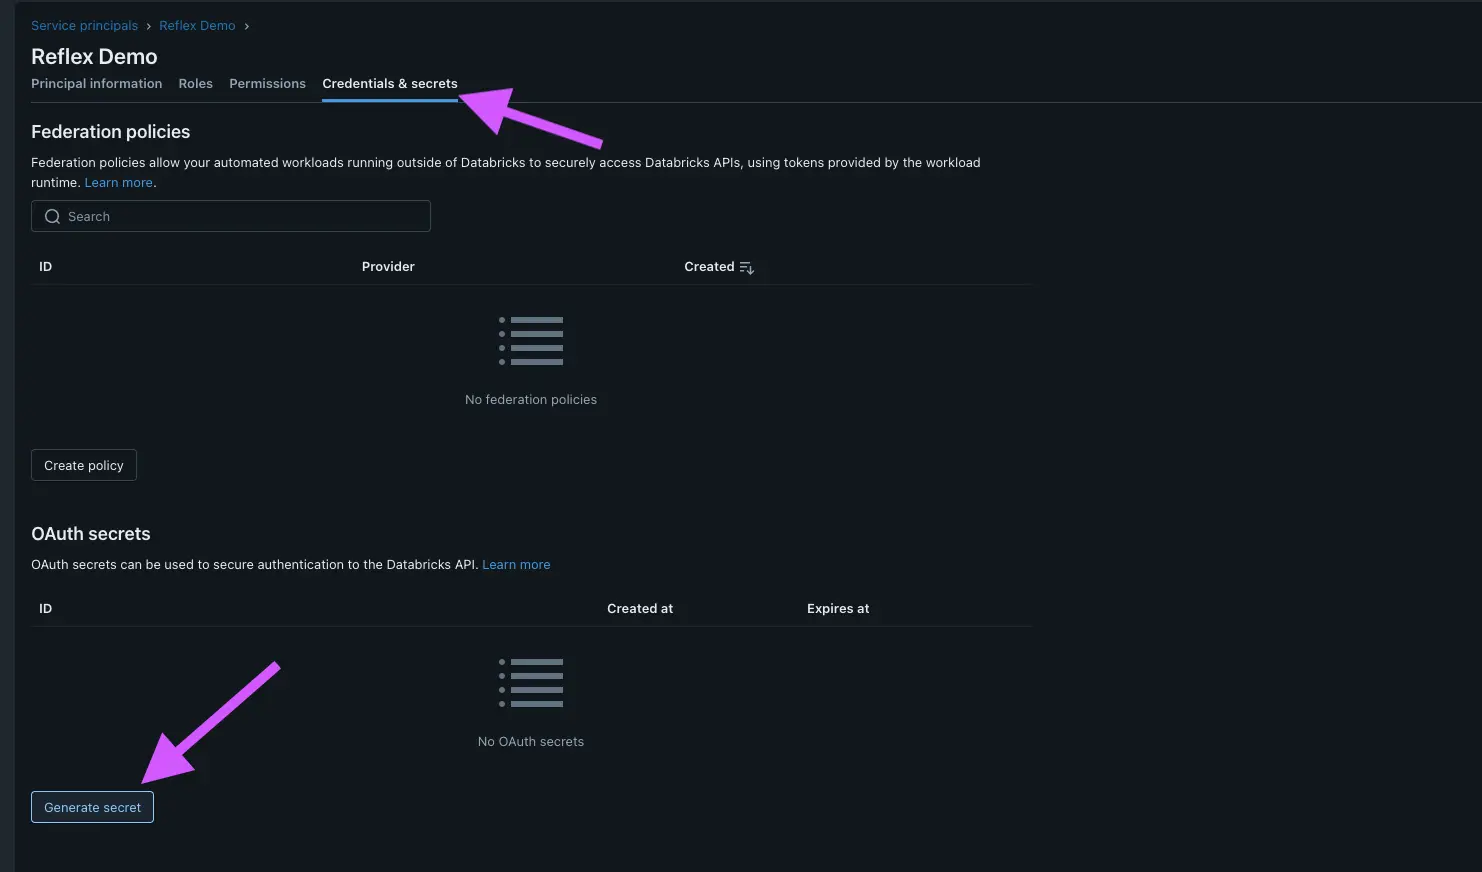 Service principals › Reflex Demo ›
Reflex Demo
Principal information Roles Permissions Credentials & secrets
Federation policies
Federation policies allow your automated workloads running outside of Databricks to securely access Databricks APIs, using tokens provided by the workload
runtime. Learn more.
Search
ID Provider Created
No federation policies
Create policy
OAuth secrets
OAuth secrets can be used to secure authentication to the Databricks API. Learn more
ID Created at Expires at
No OAuth secrets
Generate secret